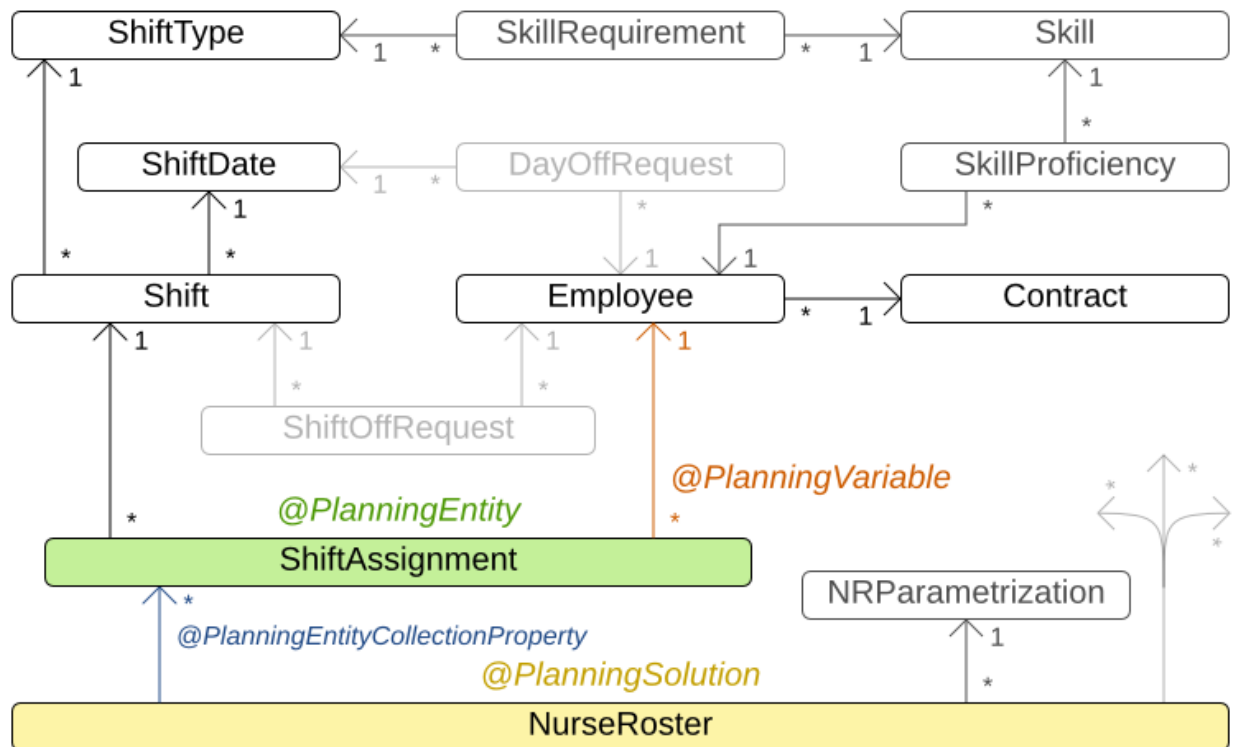 ShiftType
1
*
SkillRequirement
*
1
Skill
1
1
*
ShiftDate
1
*
DayOffRequest
SkillProficiency
1
*
*
*
*
1
1
Shift
Employee
*
1
Contract
1
1
1
1
*
*
ShiftOffRequest
@PlanningVariable
*
*
@PlanningEntity
*
*
*
ShiftAssignment
NRParametrization
*
@PlanningEntityCollectionProperty
1
@PlanningSolution
*
NurseRoster